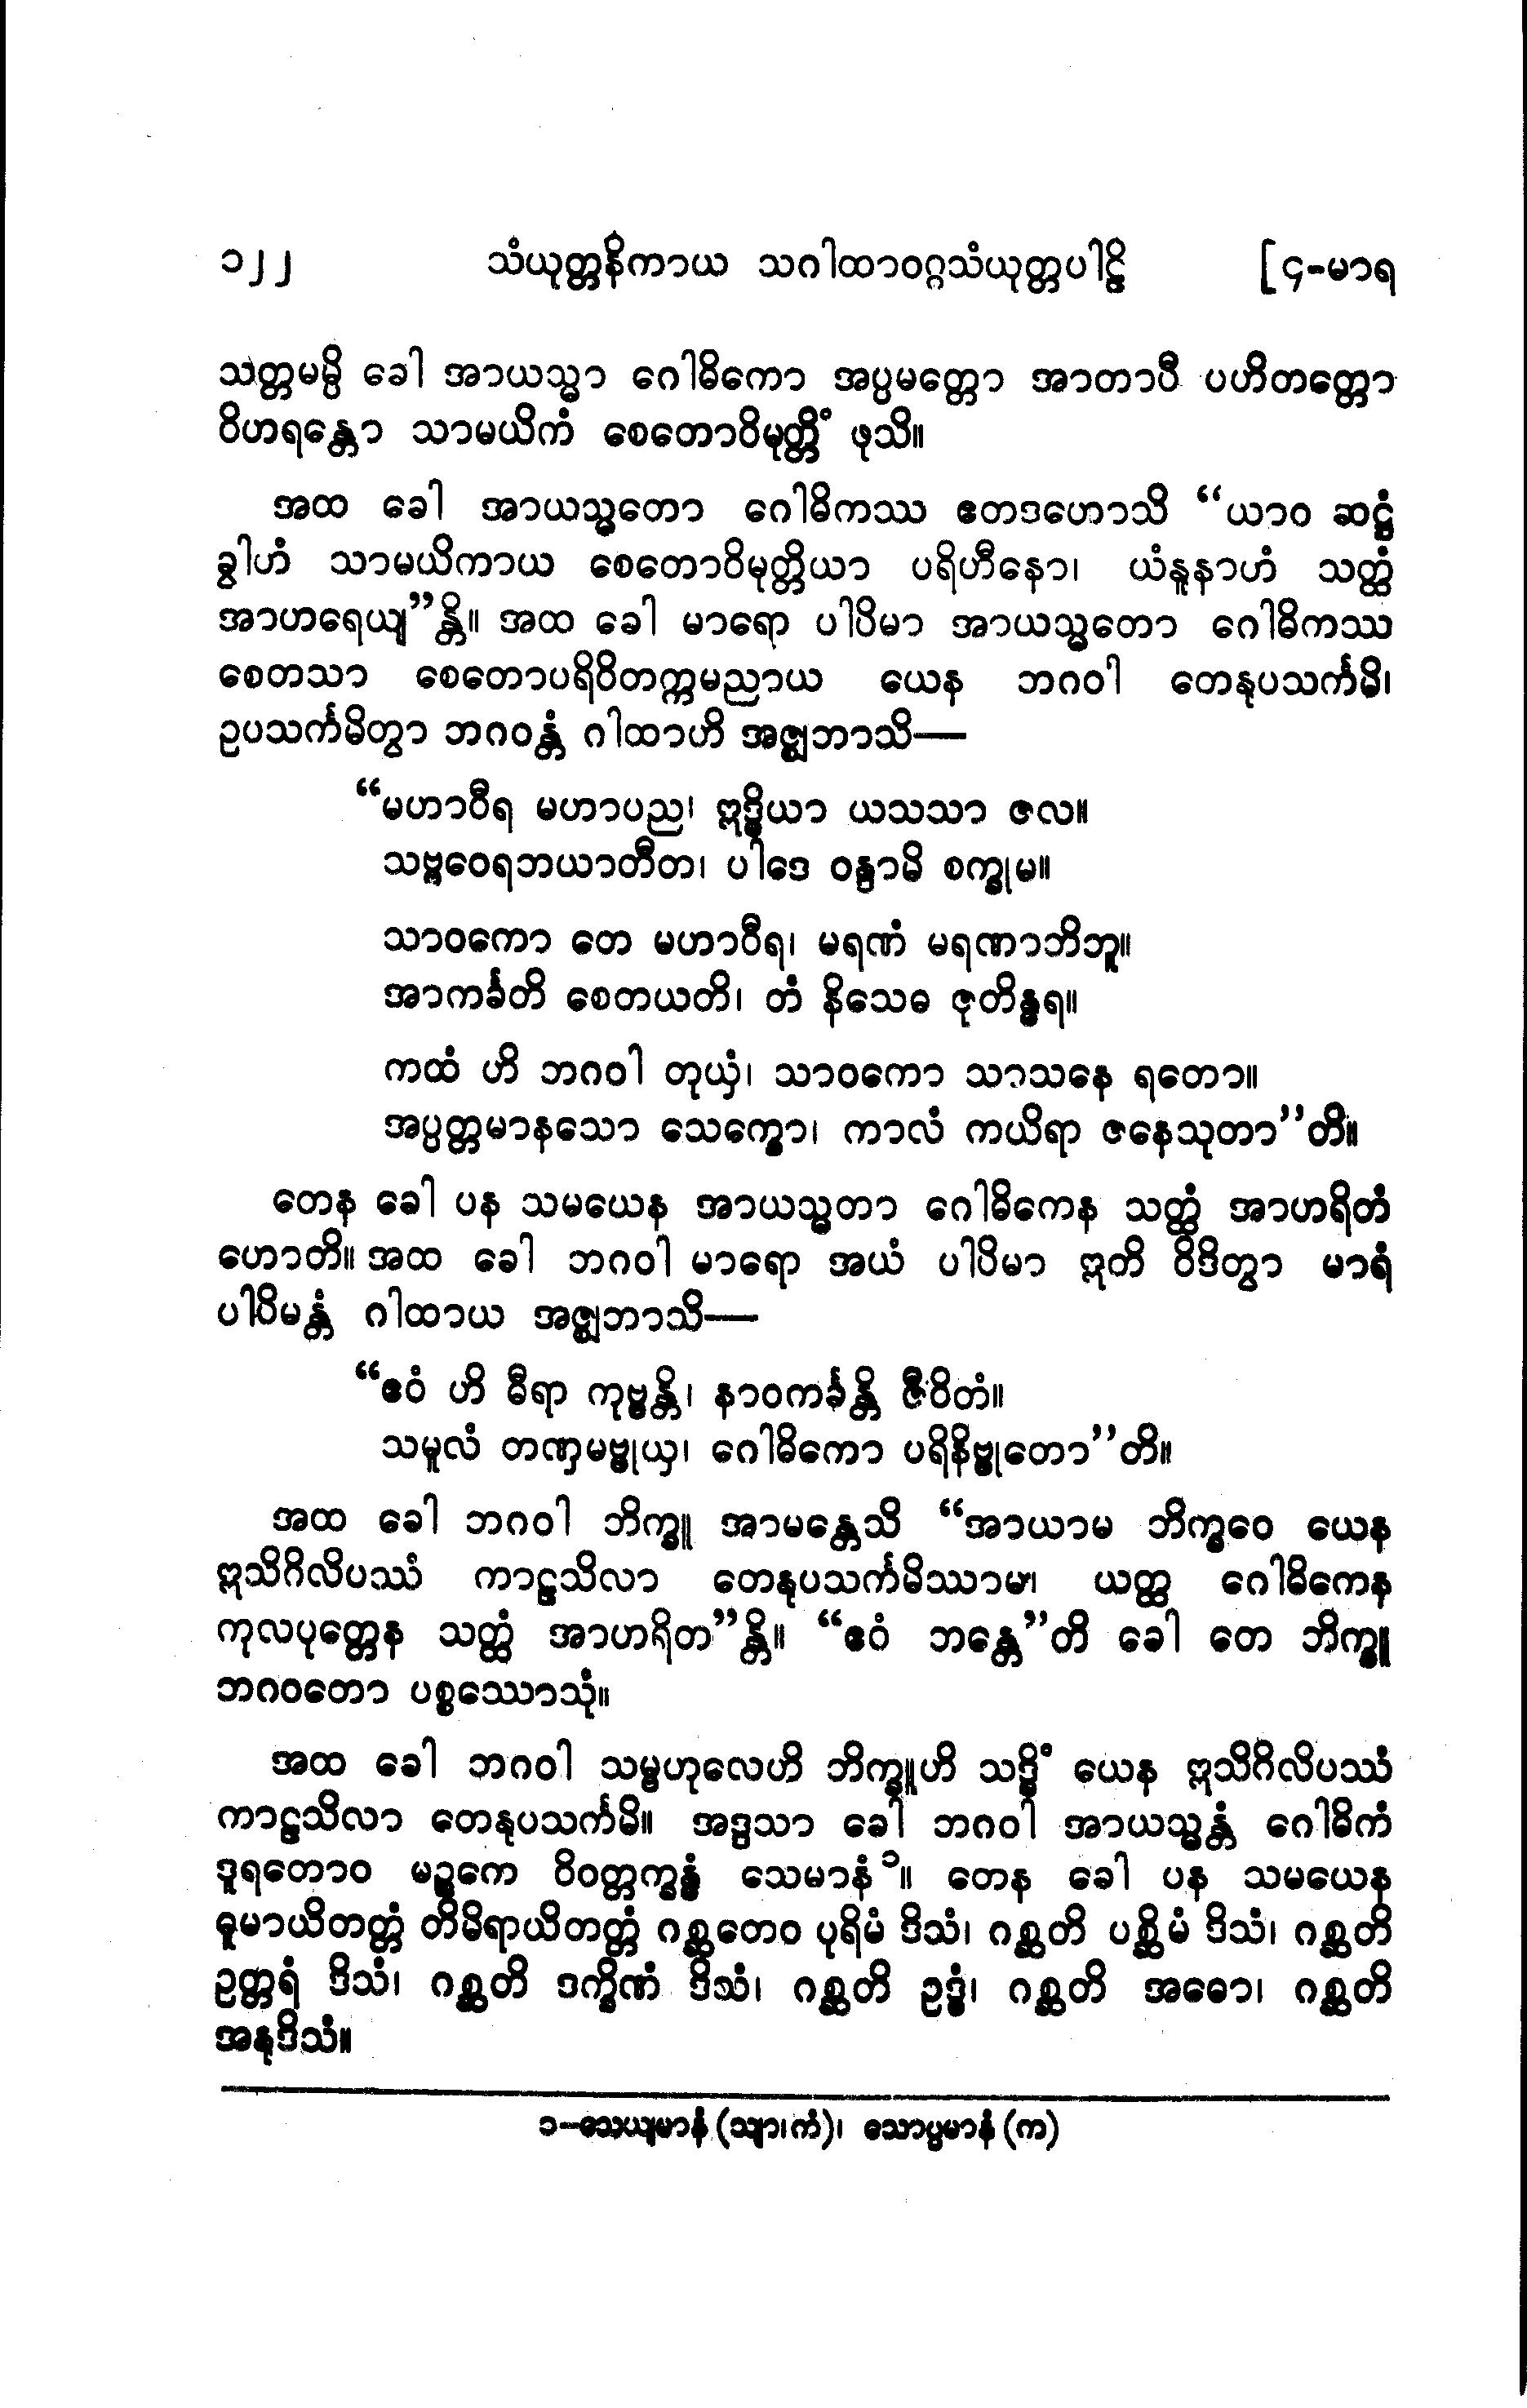 ၁၂၂ သံယုတ္တနိကာယ သဂါထာဝဂ္ဂသံယုတ္တပါဠိ [၄-မာရ
သတ္တမမ္ပိ ခေါ အာယသ္မာ ဂေါဓိကော အပ္ပမတ္တော အာတာပီ ပဟိတတ္တော
ဝိဟရန္တော သာမယိကံ စေတောဝိမုတ္တိံ ဖုသိ။
အထ ခေါ အာယသ္မတော ဂေါဓိကဿ ဧတဒဟောသိ “ယာဝ ဆဋ္ဌံ
ခွါဟံ သာမယိကာယ စေတောဝိမုတ္တိယာ ပရိဟီနော၊ ယံနူနာဟံ သတ္ထံ
အာဟရေယျ”န္တိ။ အထ ခေါ မာရော ပါပိမာ အာယသ္မတော ဂေါဓိကဿ
စေတသာ စေတောပရိဝိတက္ကမညာယ ယေန ဘဂဝါ တေနုပသင်္ကမိ၊
ဥပသင်္ကမိတွာ ဘဂဝန္တံ ဂါထာဟိ အဇ္ဈဘာသိ—
“မဟာဝီရ မဟာပည၊ ဣဒ္ဓိယာ ယသသာ ဇလ။
သဗ္ဗဝေရဘယာတီတ၊ ပါဒေ ဝန္ဒာမိ စက္ခုမ။
သာဝကော တေ မဟာဝီရ၊ မရဏံ မရဏာဘိဘူ။
အာကင်္ခတိ စေတယတိ၊ တံ နိသေဓ ဇုတိန္ဓရ။
ကထံ ဟိ ဘဂဝါ တုယှံ၊ သာဝကော သာသနေ ရတော။
အပ္ပတ္တမာနသော သေက္ခော၊ ကာလံ ကယိရာ ဇနေသုတာ”တိ။
တေန ခေါ ပန သမယေန အာယသ္မတာ ဂေါဓိကေန သတ္ထံ အာဟရိတံ
ဟောတိ။ အထ ခေါ ဘဂဝါ မာရော အယံ ပါပိမာ ဣတိ ဝိဒိတွာ မာရံ
ပါပိမန္တံ ဂါထာယ အဇ္ဈဘာသိ—
“ဧဝံ ဟိ ဓီရာ ကုဗ္ဗန္တိ၊ နာဝကင်္ခန္တိ ဇီဝိတံ။
သမူလံ တဏှမဗ္ဗုယှ၊ ဂေါဓိကော ပရိနိဗ္ဗုတော”တိ။
အထ ခေါ ဘဂဝါ ဘိက္ခူ အာမန္တေသိ “အာယာမ ဘိက္ခဝေ ယေန
ဣသိဂိလိပဿံ ကာဠသိလာ တေနုပသင်္ကမိဿာမ၊ ယတ္ထ ဂေါဓိကေန
ကုလပုတ္တေန သတ္ထံ အာဟရိတ”န္တိ။ “ဧဝံ ဘန္တေ”တိ ခေါ တေ ဘိက္ခူ
ဘဂဝတော ပစ္စဿောသုံ။
အထ ခေါ ဘဂဝါ သမ္ဗဟုလေဟိ ဘိက္ခူဟိ သဒ္ဓိံ ယေန ဣသိဂိလိပဿံ
ကာဠသိလာ တေနုပသင်္ကမိ။ အဒ္ဒသာ ခေါ ဘဂဝါ အာယသ္မန္တံ ဂေါဓိကံ
ဒူရတောဝ မဉ္စကေ ဝိဝတ္တက္ခန္ဓံ သေမာနံ၁။ တေန ခေါ ပန သမယေန
ဓူမာယိတတ္တံ တိမိရာယိတတ္တံ ဂစ္ဆတေဝ ပုရိမံ ဒိသံ၊ ဂစ္ဆတိ ပစ္ဆိမံ ဒိသံ၊ ဂစ္ဆတိ
ဥတ္တရံ ဒိသံ၊ ဂစ္ဆတိ ဒက္ခိဏံ ဒိသံ၊ ဂစ္ဆတိ ဥဒ္ဓံ၊ ဂစ္ဆတိ အဓော၊ ဂစ္ဆတိ
အနုဒိသံ။
၁-သေယျမာနံ (သျာ၊ကံ)၊ သောပ္ပမာနံ (က)